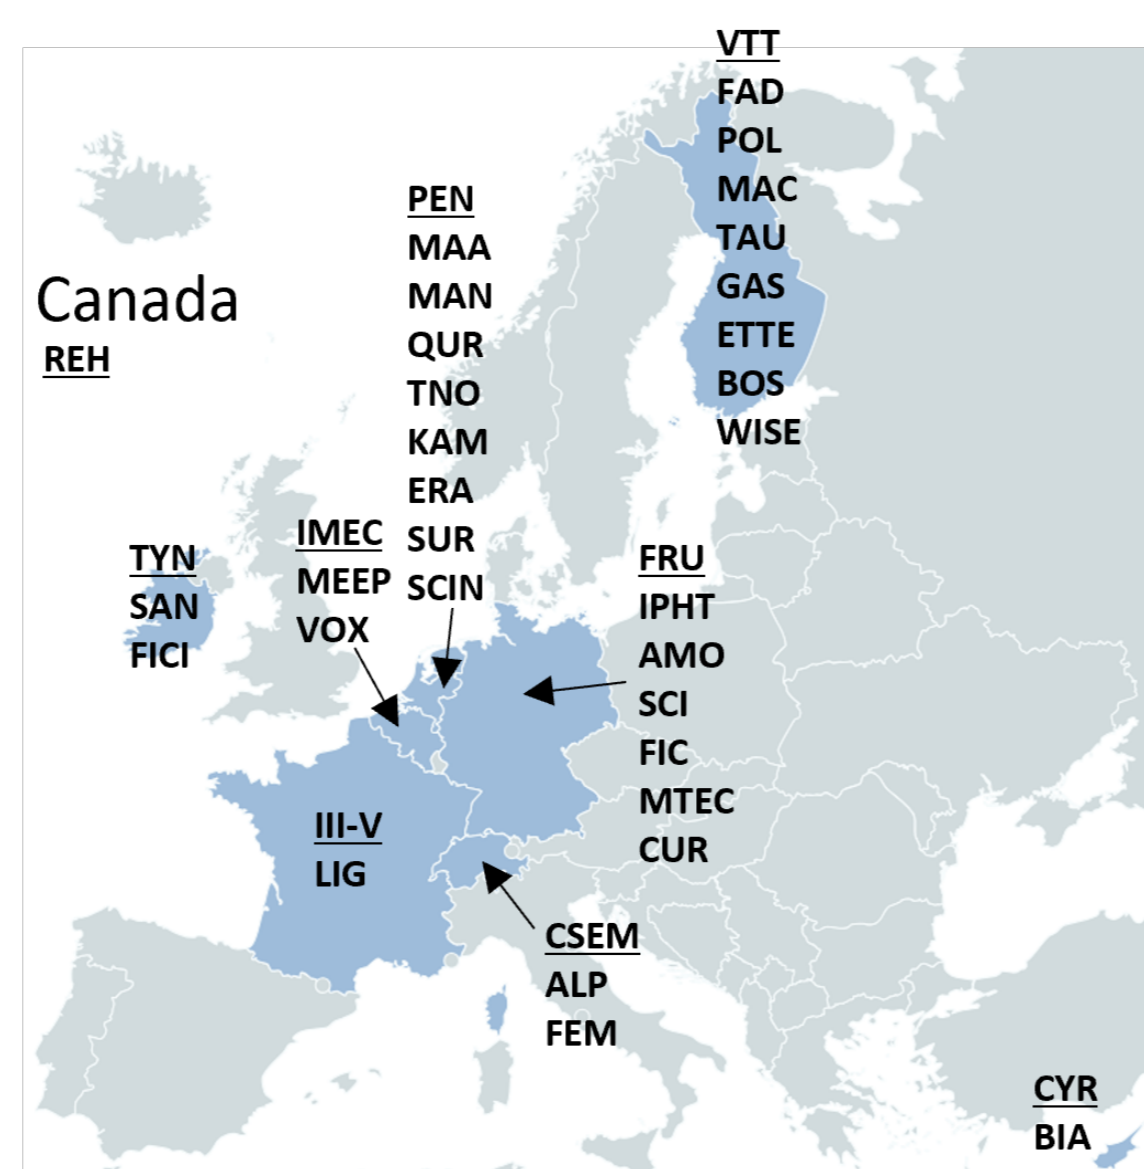 VTT
FAD
POL
MAC
TAU
GAS
ETTE
BOS
WISE
PEN
MAA
MAN
QUR
TNO
KAM
ERA
SUR
SCIN
Canada
REH
IMEC
MEEP
VOX
TYN
SAN
FICI
FRU
IPHT
AMO
SCI
FIC
MTEC
CUR
III-V
LIG
CSEM
ALP
FEM
CYR
BIA